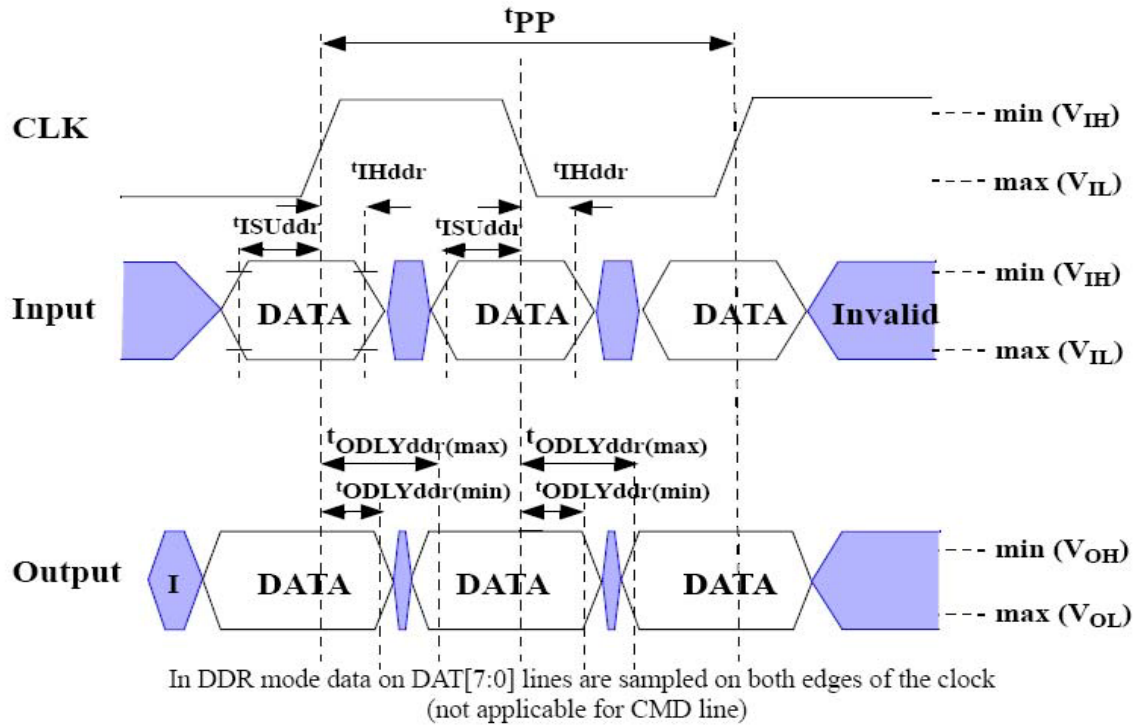 tPP
CLK
min (VIH)
tIHddr
tIHddr
max (VIL)
tISUddr
tISUddr
min (VIH)
Input
DATA
DATA
DATA
Invalid
max (VIL)
tODLYddr(max)
tODLYddr(max)
tODLYddr(min)
tODLYddr(min)
min (VOH)
Output
I
DATA
DATA
DATA
max (VOL)
In DDR mode data on DAT[7:0] lines are sampled on both edges of the clock
(not applicable for CMD line)